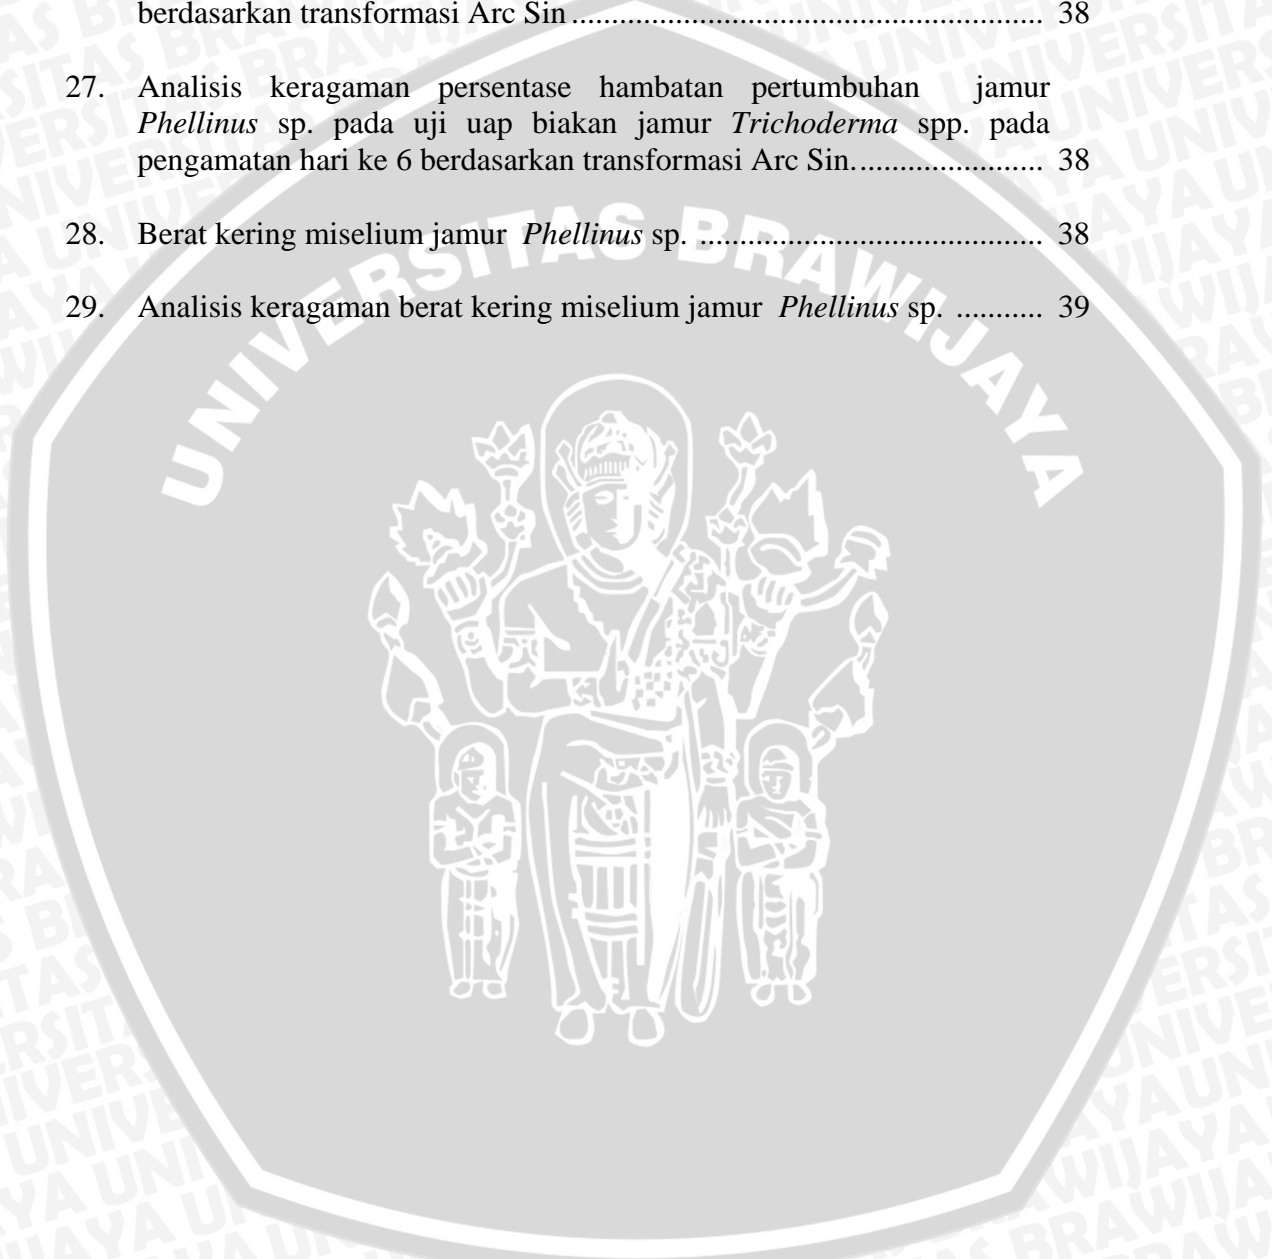 berdasarkan transformasi Arc Sin ............................................................. 38
27. Analisis keragaman persentase hambatan pertumbuhan jamur
Phellinus sp. pada uji uap biakan jamur Trichoderma spp. pada
pengamatan hari ke 6 berdasarkan transformasi Arc Sin. ....................... 38
28. Berat kering miselium jamur Phellinus sp. ............................................ 38
29. Analisis keragaman berat kering miselium jamur Phellinus sp. ........... 39
UNIVERSITAS BRAWIJAYA